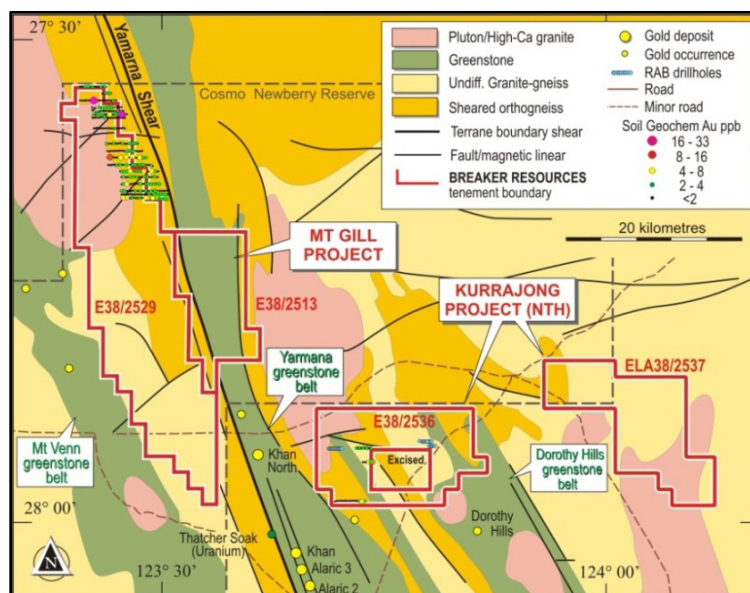 27° 30'
Yamarna Shear
Cosmo Newberry Reserve
Pluton/High-Ca granite
Greenstone
Undiff. Granite-gneiss
Sheared orthogneiss
Terrane boundary shear
Fault/magnetic linear
BREAKER RESOURCES
tenement boundary
Gold deposit
Gold occurrence
RAB drillholes
Road
Minor road
Soil Geochem Au ppb
16 - 33
8 - 16
4 - 8
2 - 4
<2
20 kilometres
MT GILL
PROJECT
KURRAJONG
PROJECT (NTH)
E38/2529
E38/2513
ELA38/2537
Yarmana
greenstone
belt
E38/2536
Excised
Mt Venn
greenstone
belt
Khan
North
Dorothy Hills
greenstone
belt
Dorothy
Hills
28° 00'
Thatcher Soak
(Uranium)
Khan
Alaric 3
Alaric 2
N
123° 30'
124° 00'